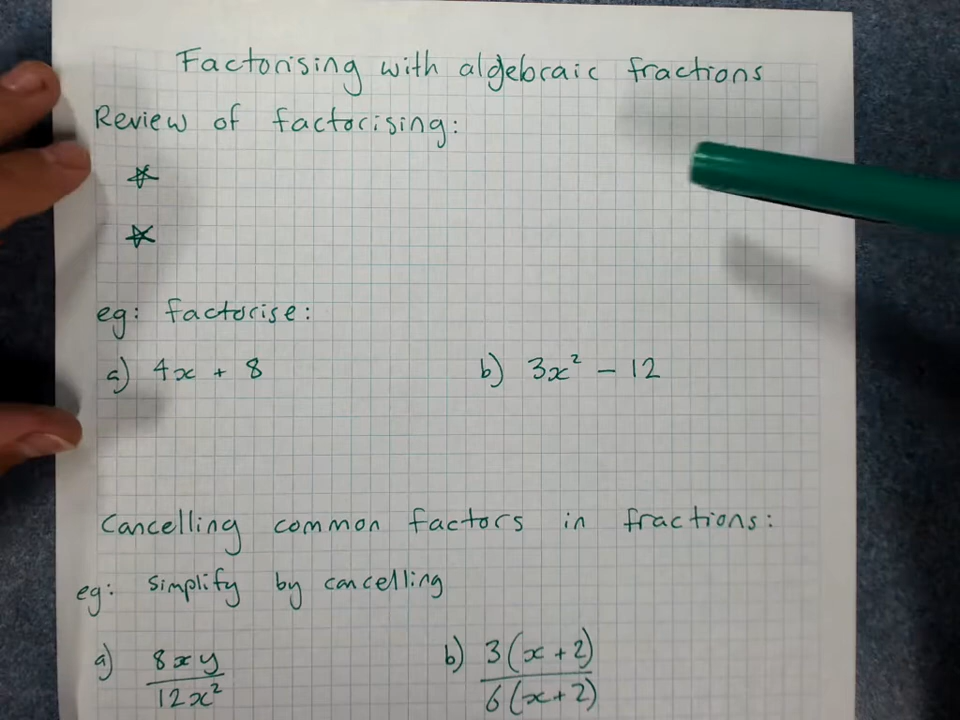 Factorising with algebraic fractions
Review of factorising:
*
*
eg: factorise:
a) 4x + 8 b) 3x² - 12
Cancelling common factors in fractions:
eg: simplify by cancelling
a) 8xy/12x² b) 3(x+2)/6(x+2)